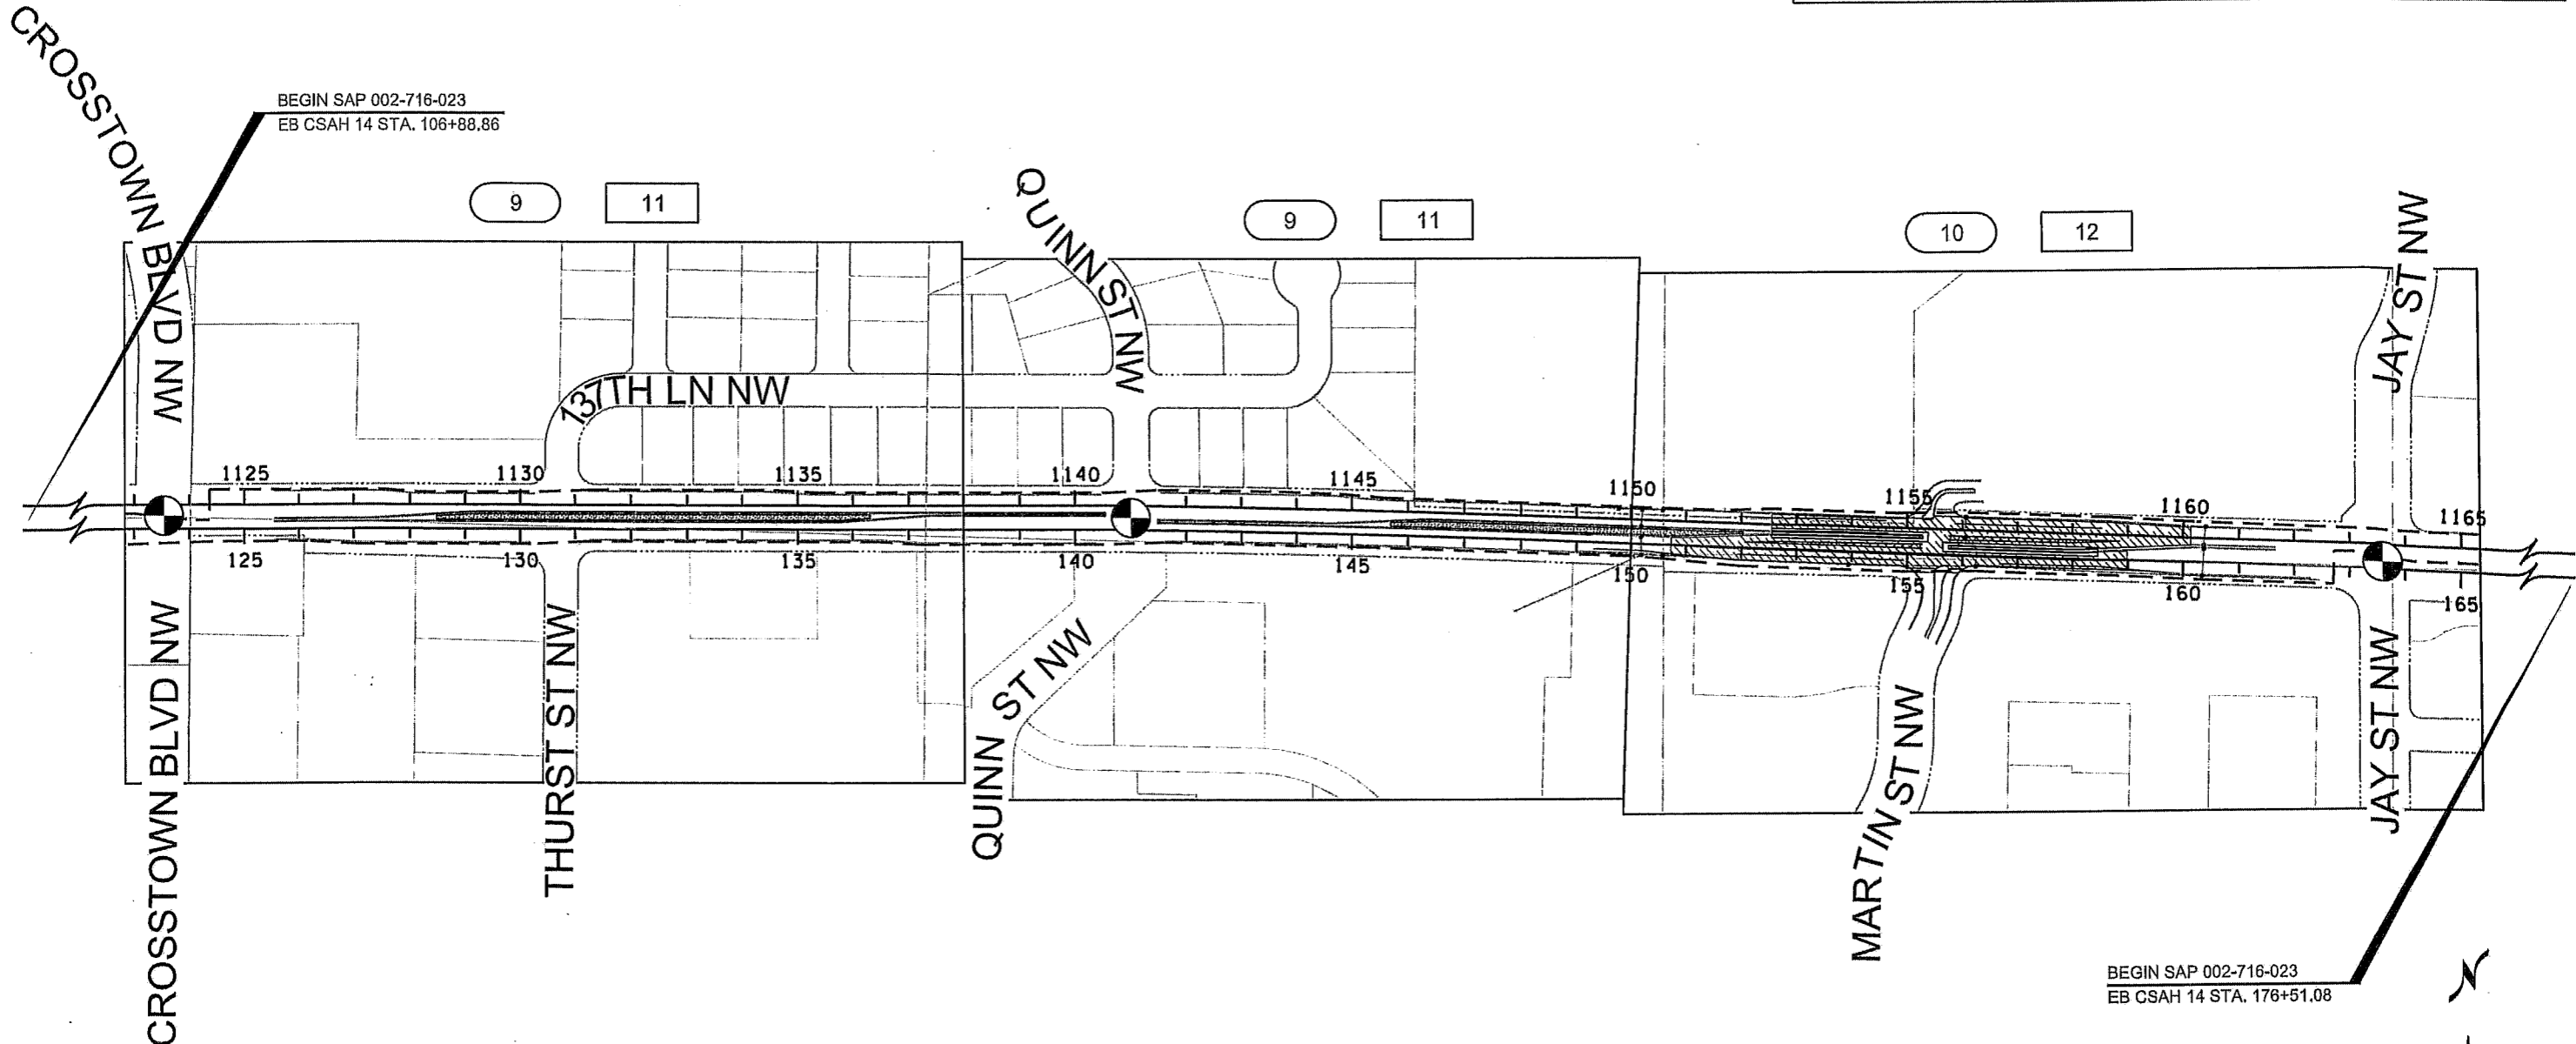 CROSSTOWN BLVD NW
BEGIN SAP 002-716-023
EB CSAH 14 STA. 106+88.86
9
11
QUINN ST NW
9
11
10
12
JAY ST NW
137TH LN NW
1125
1130
1135
1140
1145
1150
1155
1160
1165
125
130
135
140
145
150
155
160
165
CROSSTOWN BLVD NW
THURST ST NW
QUINN ST NW
MARTIN ST NW
JAY ST NW
BEGIN SAP 002-716-023
EB CSAH 14 STA. 176+51.08
N